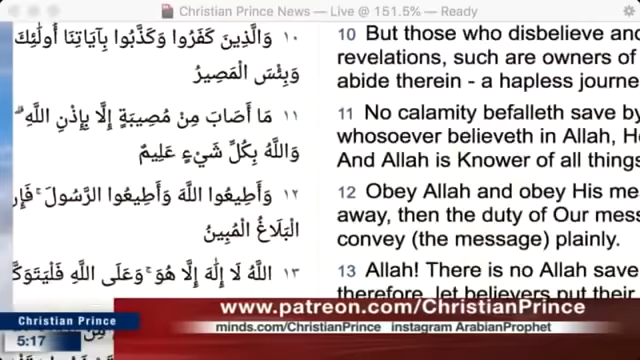 Christian Prince News — Live @ 151.5% — Ready
١٠ وَالَّذِينَ كَفَرُوا وَكَذَّبُوا بِآيَاتِنَا أُولَٰئِكَ
وَبِئْسَ الْمَصِيرُ
١١ مَا أَصَابَ مِنْ مُصِيبَةٍ إِلَّا بِإِذْنِ اللَّهِ ۗ
وَاللَّهُ بِكُلِّ شَيْءٍ عَلِيمٌ
١٢ وَأَطِيعُوا اللَّهَ وَأَطِيعُوا الرَّسُولَ ۚ
الْبَلَاغُ الْمُبِينُ
١٣ اللَّهُ لَا إِلَٰهَ إِلَّا هُوَ ۚ وَعَلَى اللَّهِ
10 But those who disbelieve
revelations, such are owners of
abide therein - a hapless
11 No calamity befalleth save by
whosoever believeth in Allah,
And Allah is Knower of all things
12 Obey Allah and obey His
away, then the duty of Our
convey (the message) plainly.
13 Allah! There is no Allah save
therefore, let believers put their
www.patreon.com/ChristianPrince
minds.com/ChristianPrince instagram ArabianProphet
Christian Prince
5:17